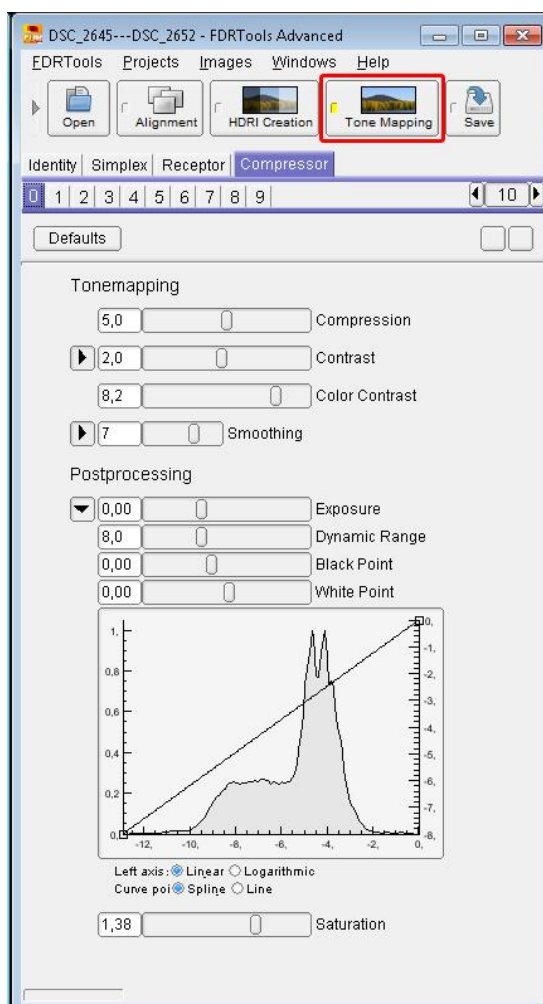 DSC_2645---DSC_2652 - FDRTools Advanced
FDRTools Projects Images Windows Help
Open Alignment HDRI Creation Tone Mapping Save
Identity Simplex Receptor Compressor
0 1 2 3 4 5 6 7 8 9 10
Defaults
Tonemapping
5,0 Compression
2,0 Contrast
8,2 Color Contrast
7 Smoothing
Postprocessing
0,00 Exposure
8,0 Dynamic Range
0,00 Black Point
0,00 White Point
1, 0,
-1,
0,8 -2,
0,6 -3,
-4,
0,4 -5,
-6,
0,2 -7,
0, -8,
-12, -10, -8, -6, -4, -2, 0,
Left axis: Linear Logarithmic
Curve poi Spline Line
1,38 Saturation